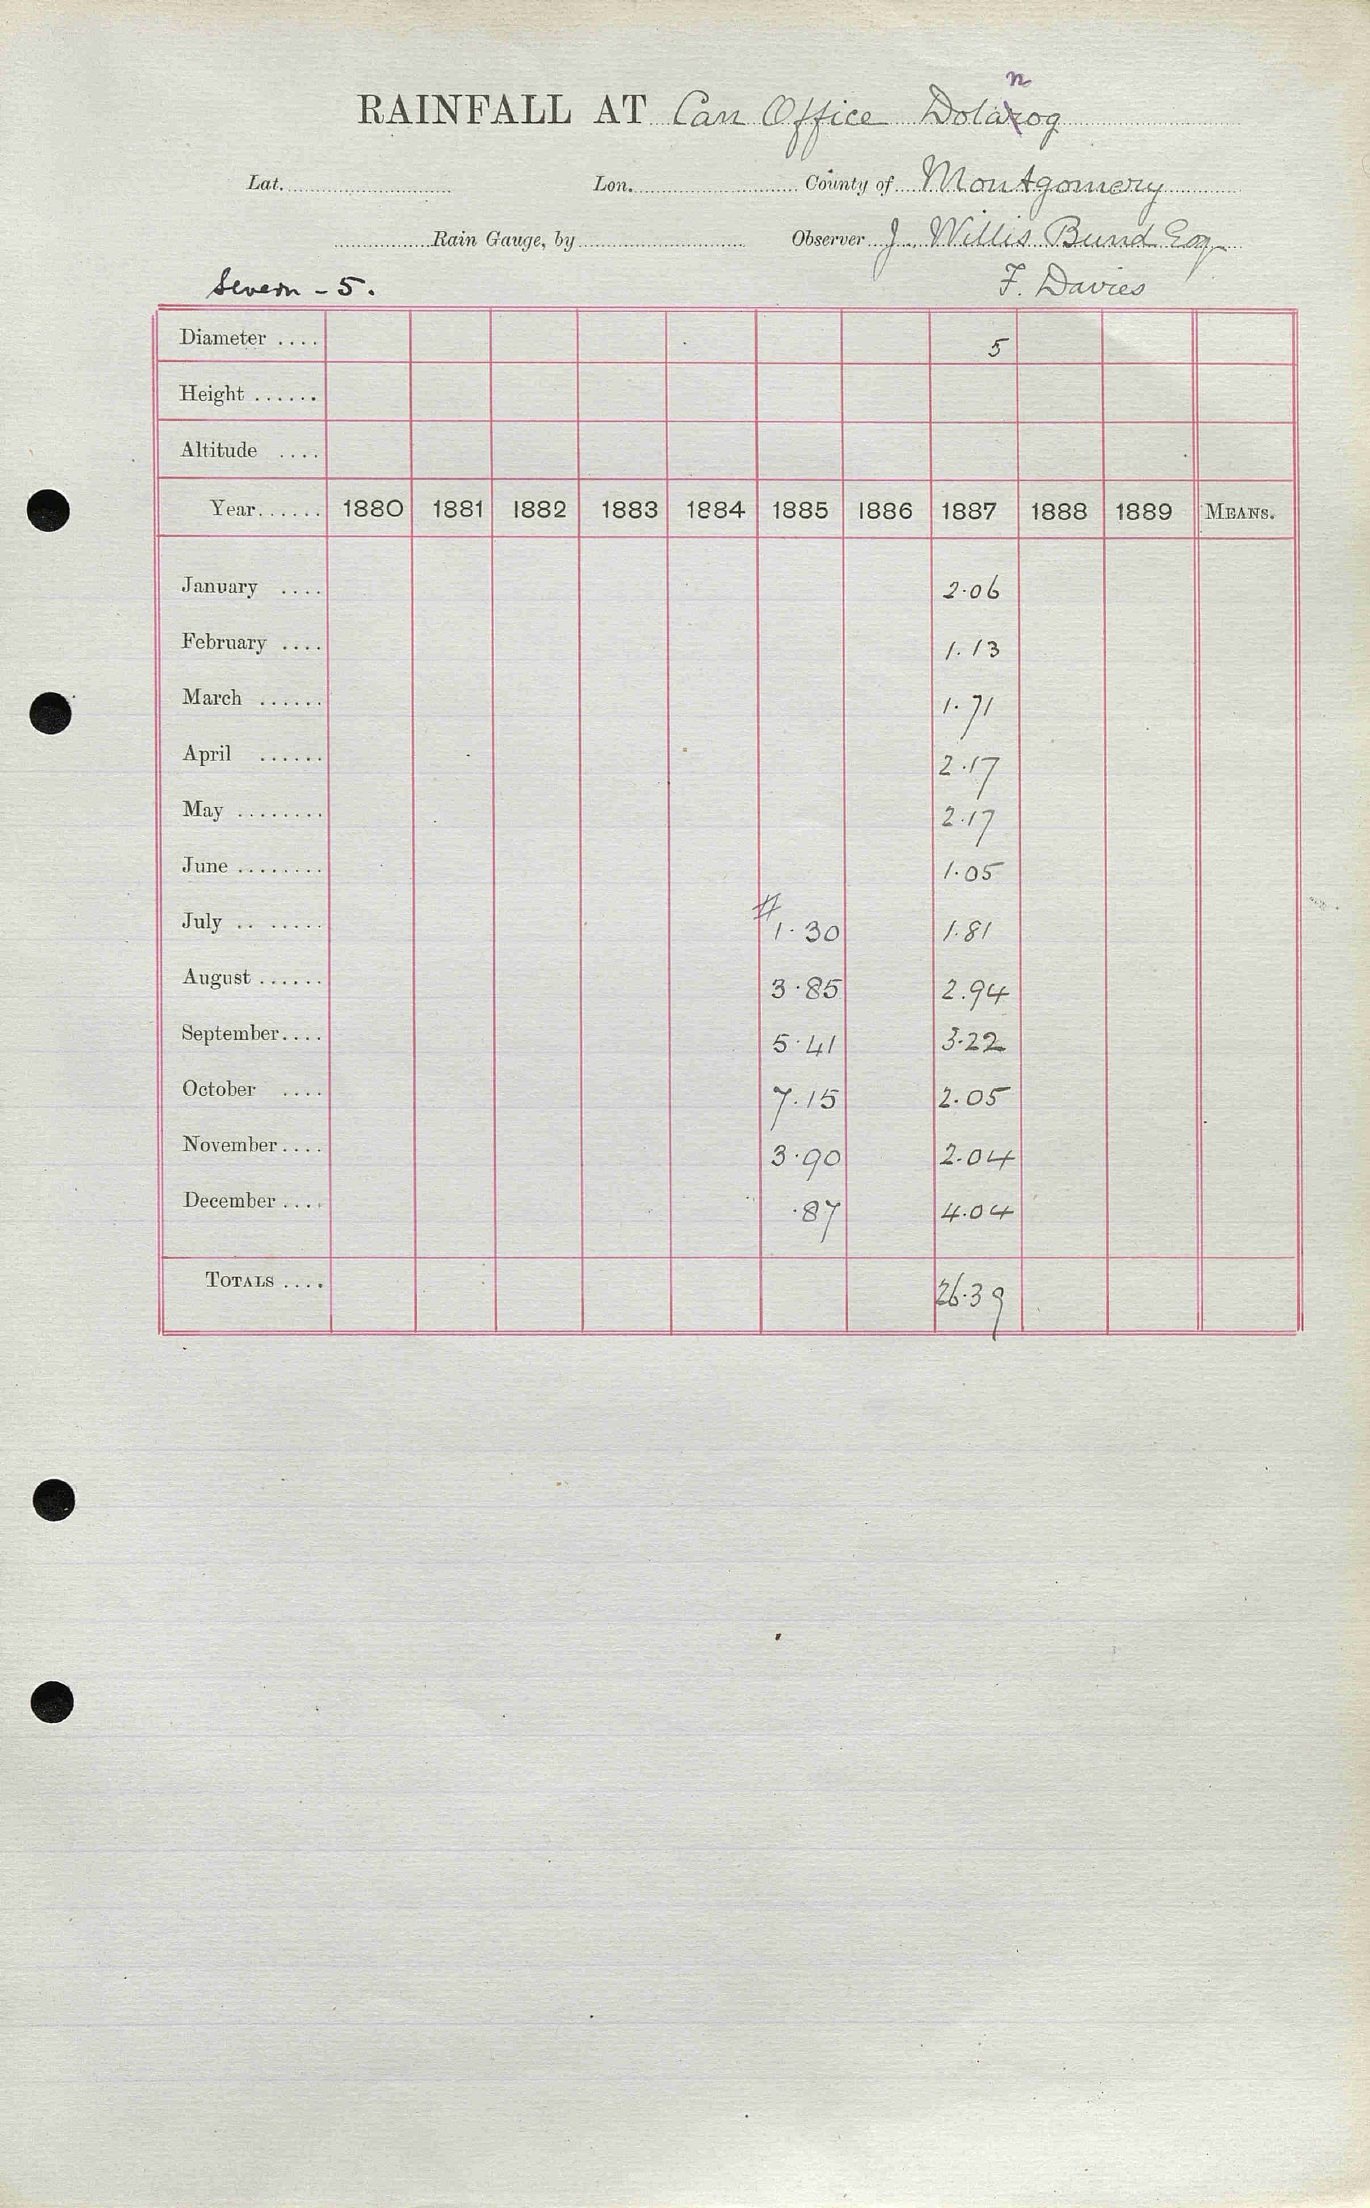 RAINFALL AT Can Office Dolanog
Lat. Lon. County of Montgomery
Rain Gauge, by Observer J. Willis Bund Esq
Severn - 5. F. Davies
Diameter .... 5
Height ......
Altitude ....
Year...... 1880 1881 1882 1883 1884 1885 1886 1887 1888 1889 MEANS.
January .... 2.06
February .... 1.13
March ...... 1.71
April ...... 2.17
May ........ 2.17
June ........ 1.05
July .. ..... # 1.30 1.81
August ...... 3.85 2.94
September.... 5.41 3.22
October .... 7.15 2.05
November.... 3.90 2.04
December .... .87 4.04
TOTALS .... 26.39